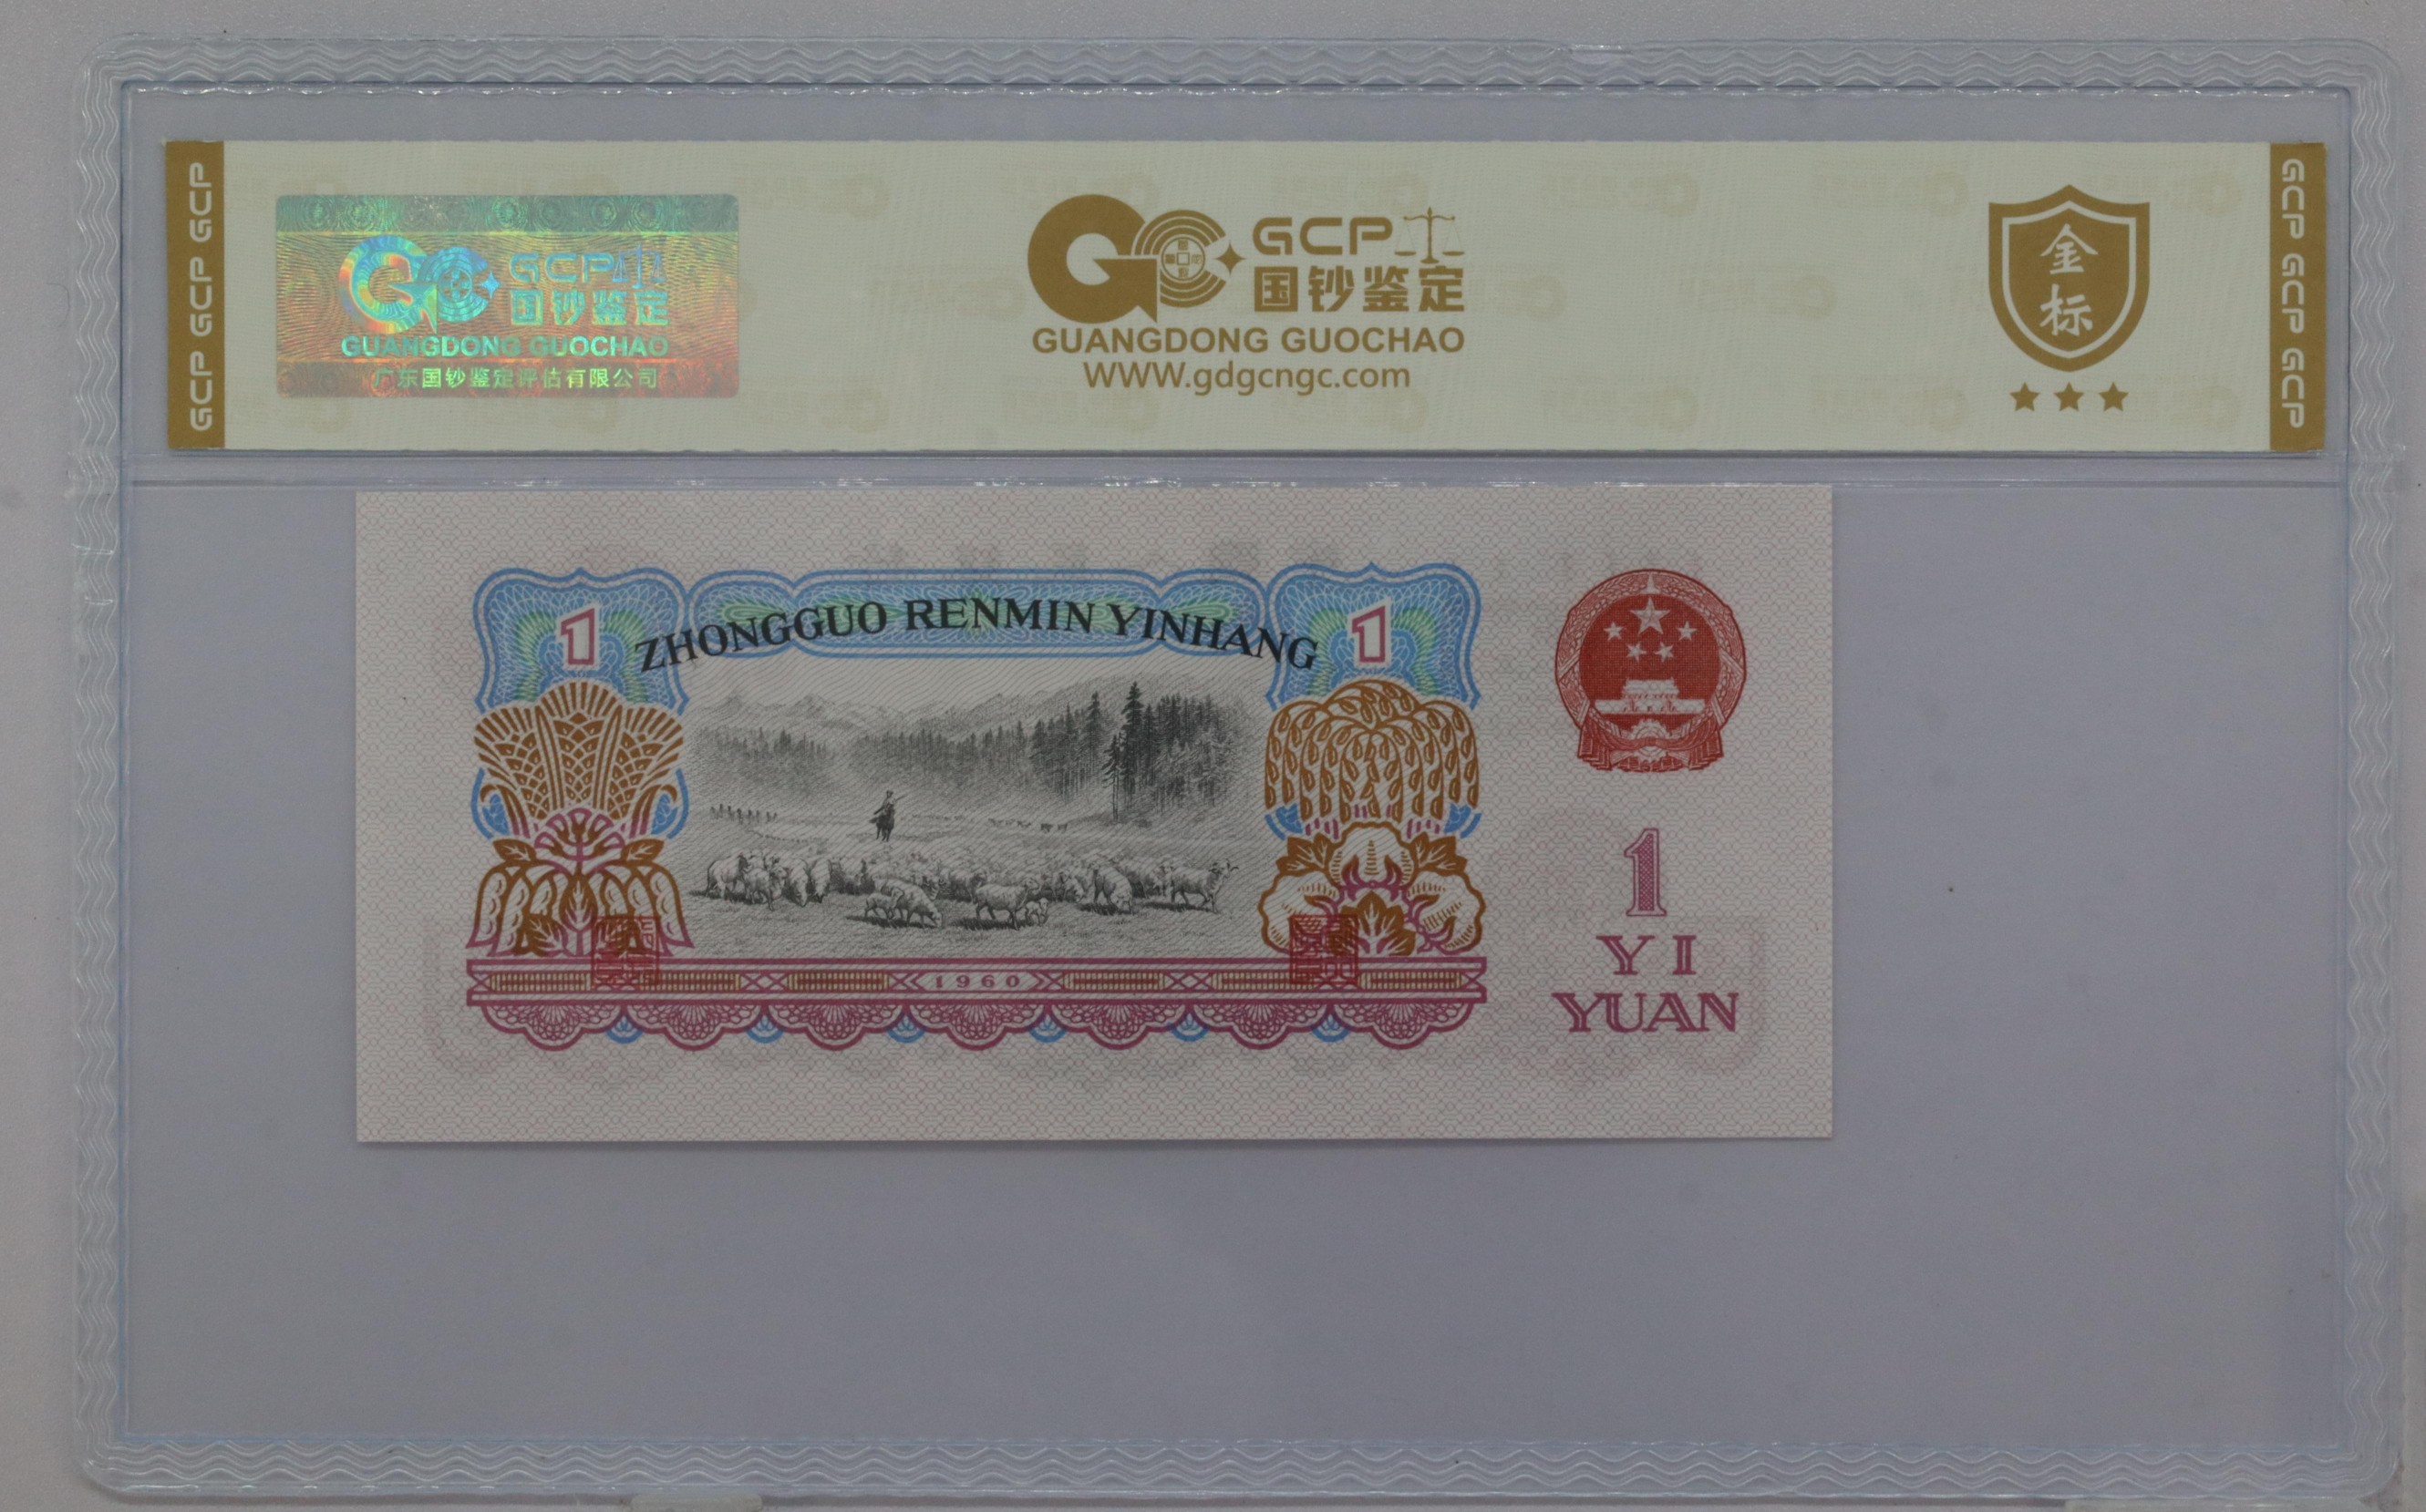 GCP GCP GCP
GCP
国钞鉴定
GUANGDONG GUOCHAO
广东国钞鉴定评估有限公司
GCP
国钞鉴定
GUANGDONG GUOCHAO
WWW.gdgcngc.com
金标
GCP GCP GCP
ZHONGGUO RENMIN YINHANG
1
1
1960
1
YI
YUAN